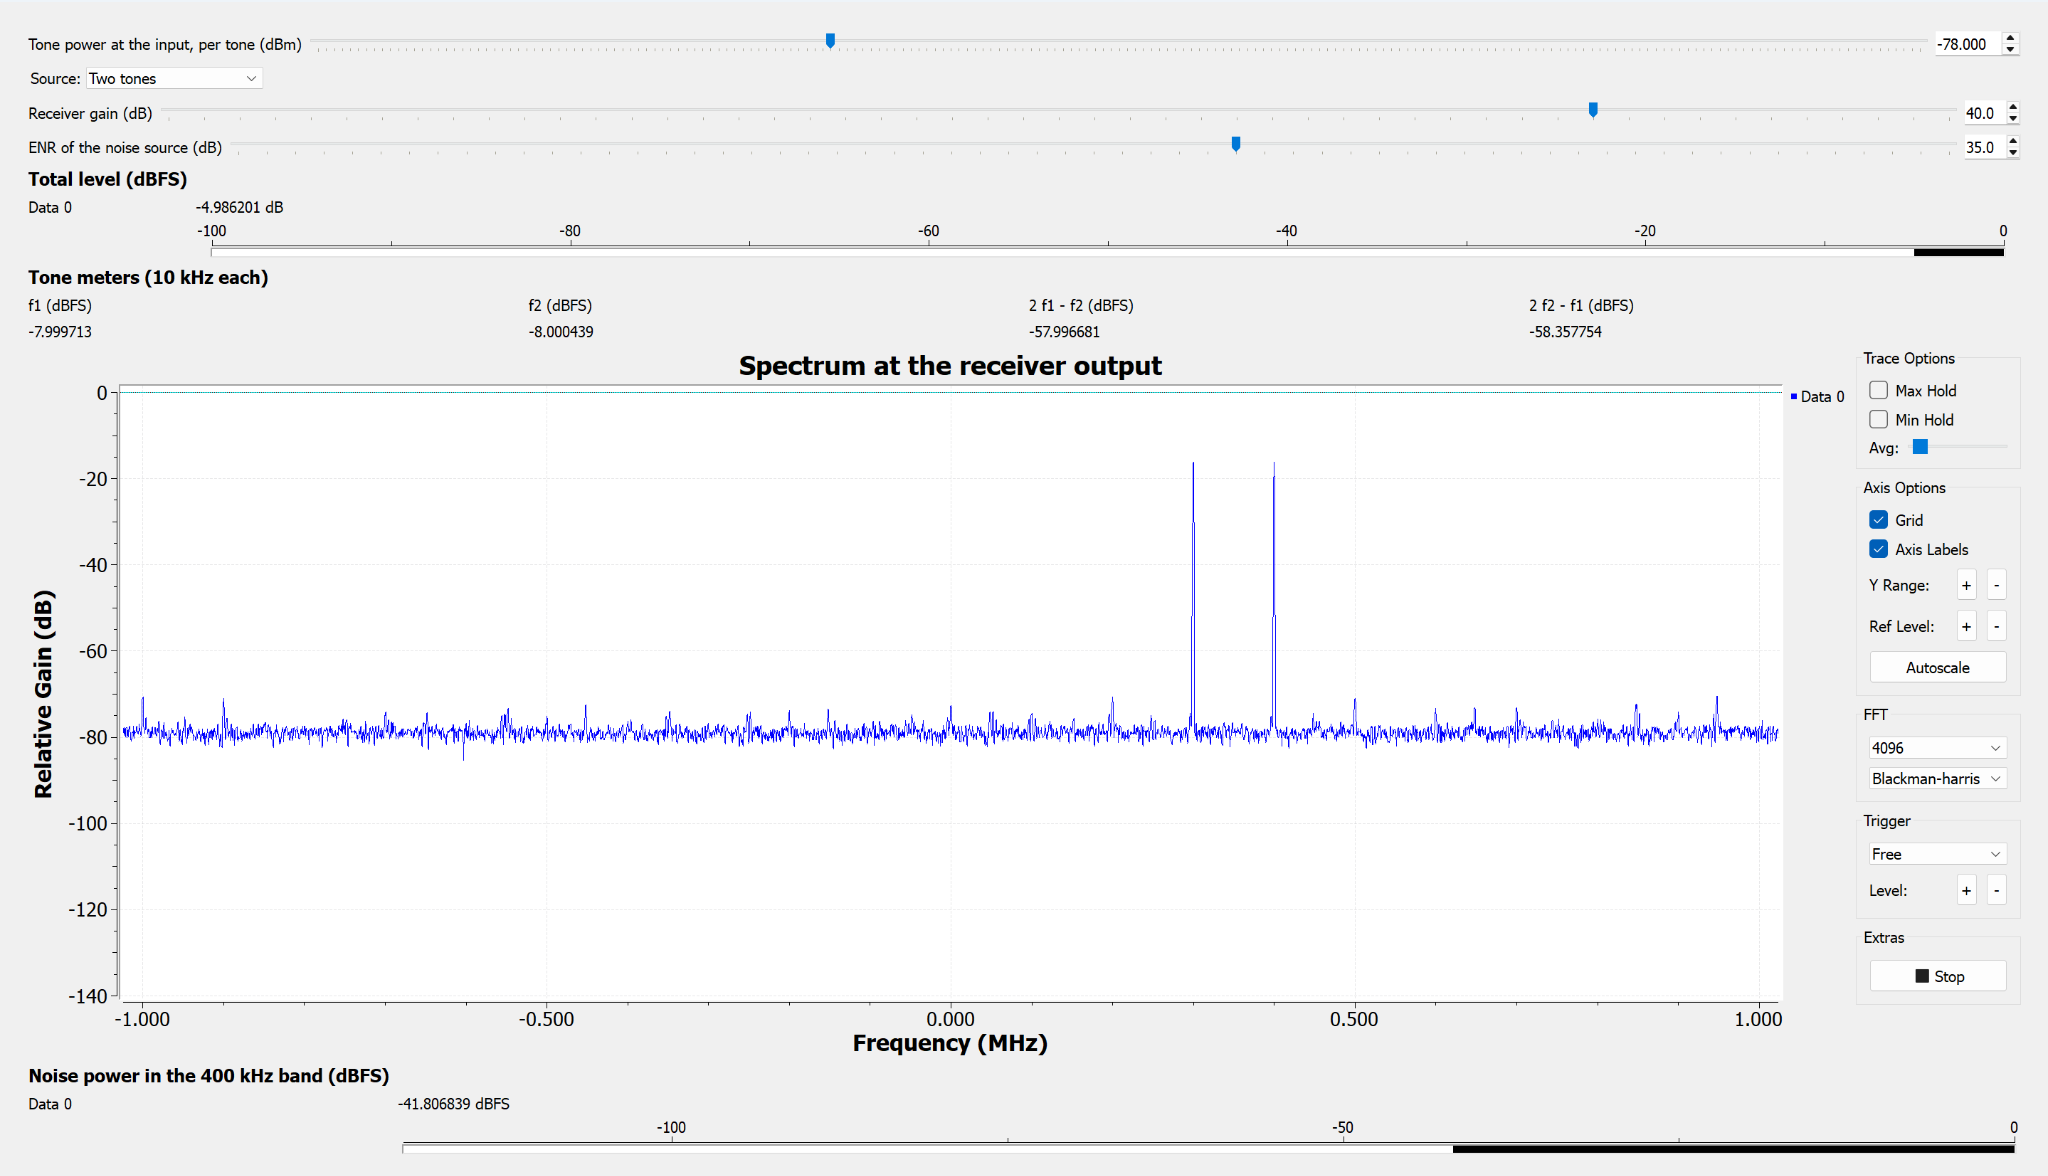 Tone power at the input, per tone (dBm) -78.000
Source: Two tones
Receiver gain (dB) 40.0
ENR of the noise source (dB) 35.0
Total level (dBFS)
Data 0 -4.986201 dB
-100 -80 -60 -40 -20 0
Tone meters (10 kHz each)
f1 (dBFS) f2 (dBFS) 2 f1 - f2 (dBFS) 2 f2 - f1 (dBFS)
-7.999713 -8.000439 -57.996681 -58.357754
Spectrum at the receiver output
0
-20
-40
-60
-80
-100
-120
-140
Relative Gain (dB)
-1.000 -0.500 0.000 0.500 1.000
Frequency (MHz)
Data 0
Trace Options
Max Hold
Min Hold
Avg:
Axis Options
Grid
Axis Labels
Y Range: + -
Ref Level: + -
Autoscale
FFT
4096
Blackman-harris
Trigger
Free
Level: + -
Extras
Stop
Noise power in the 400 kHz band (dBFS)
Data 0 -41.806839 dBFS
-100 -50 0